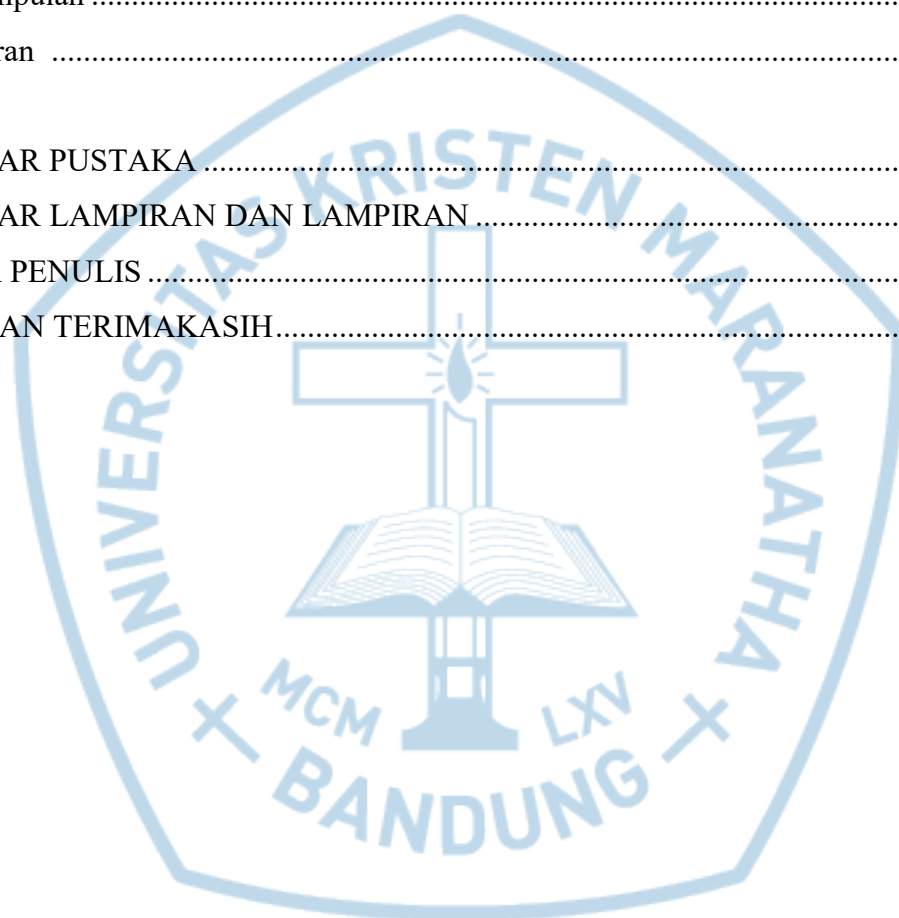 mpulan ....................................................................................................
ran ....................................................................................................
AR PUSTAKA ....................................................................................................
AR LAMPIRAN DAN LAMPIRAN ....................................................................................................
PENULIS ....................................................................................................
AN TERIMAKASIH ....................................................................................................
UNIVERSITAS KRISTEN MARANATHA
MCM LXV
BANDUNG